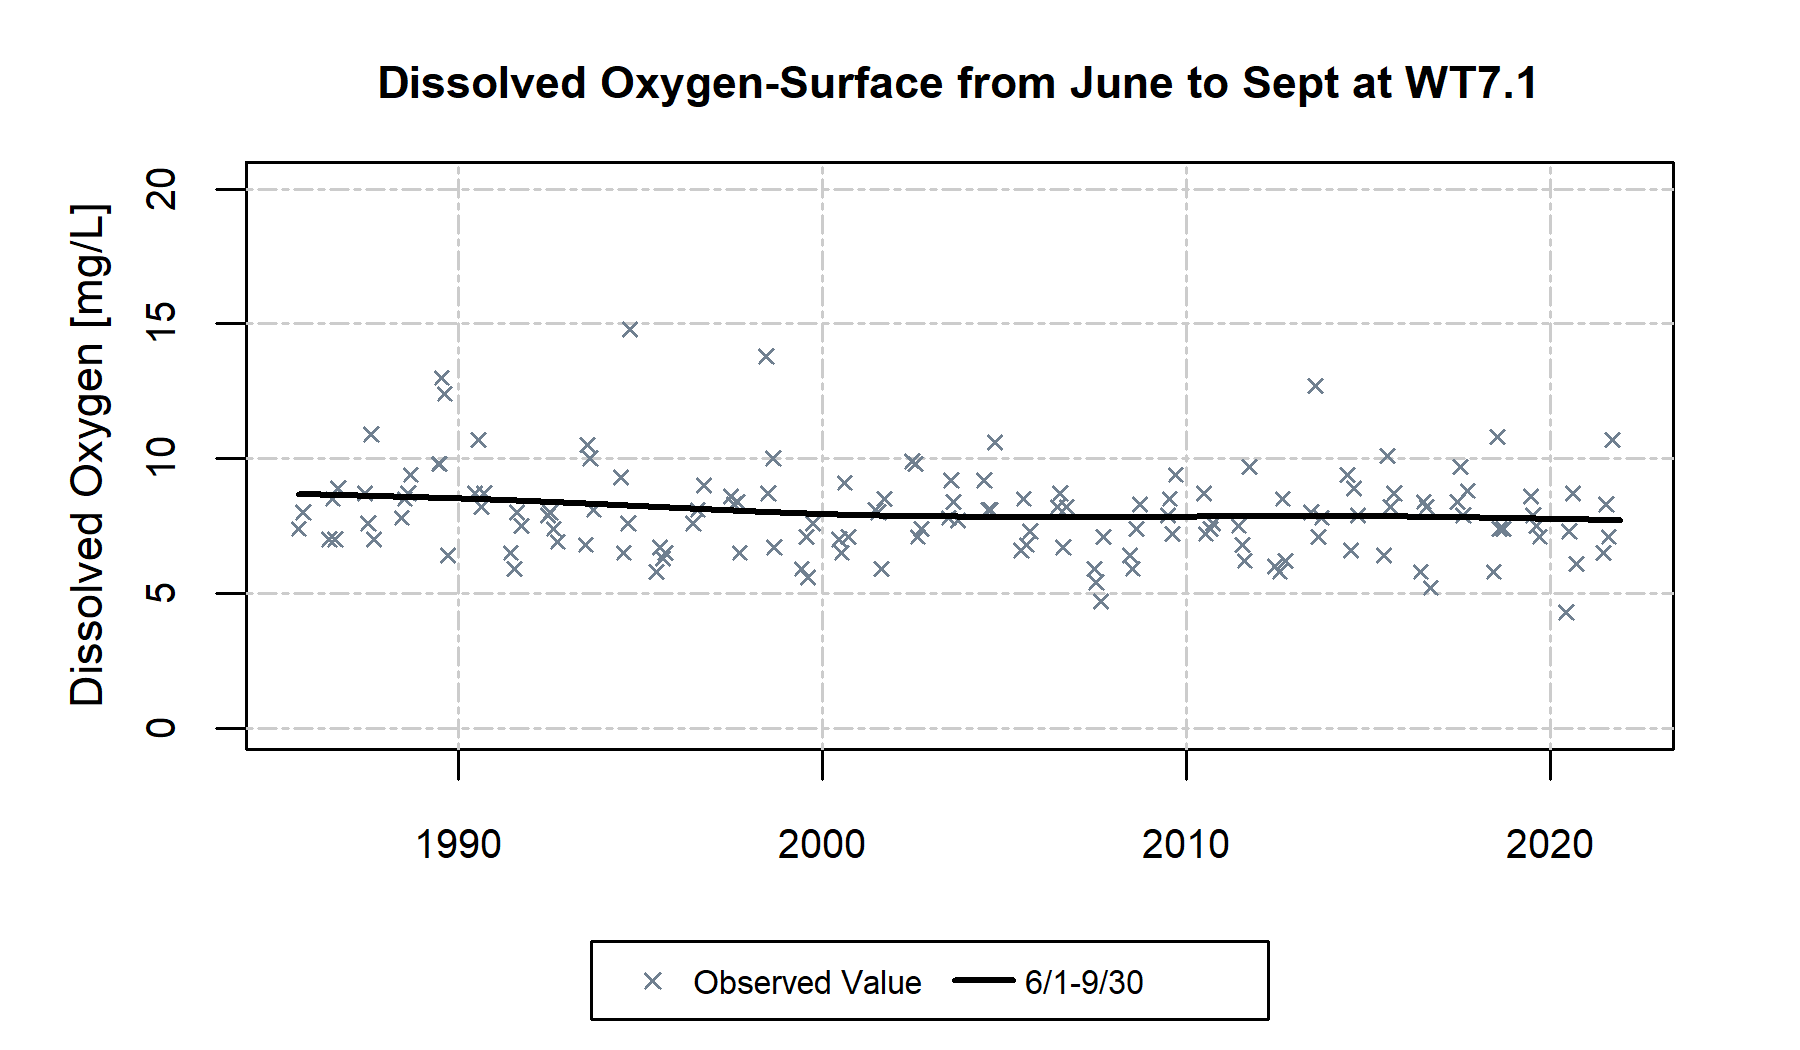 Dissolved Oxygen-Surface from June to Sept at WT7.1
Dissolved Oxygen [mg/L]
20
15
10
5
0
1990 2000 2010 2020
Observed Value 6/1-9/30